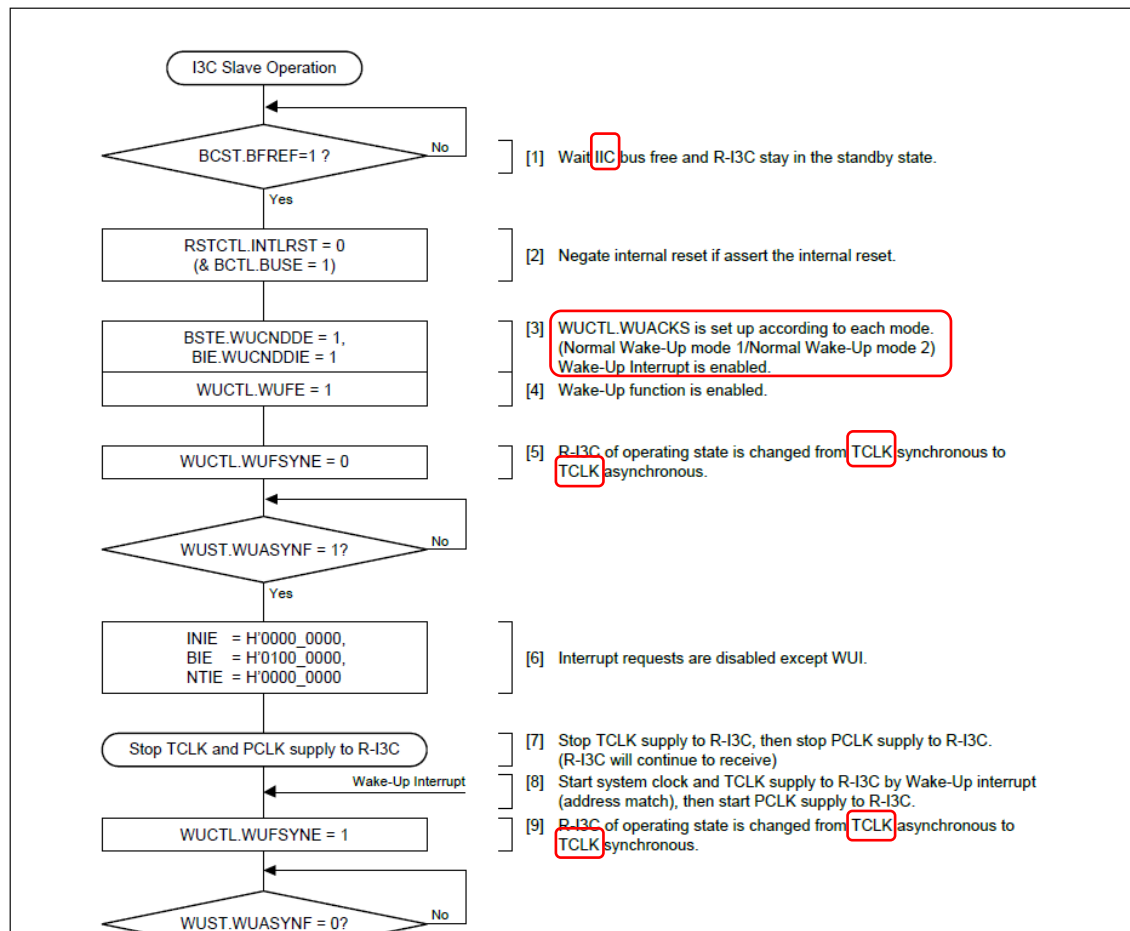 I3C Slave Operation
BCST.BFREF=1 ?
No
[1] Wait IIC bus free and R-I3C stay in the standby state.
Yes
RSTCTL.INTLRST = 0
(& BCTL.BUSE = 1)
[2] Negate internal reset if assert the internal reset.
BSTE.WUCNDDE = 1,
BIE.WUCNDDIE = 1
[3] WUCTL.WUACKS is set up according to each mode.
(Normal Wake-Up mode 1/Normal Wake-Up mode 2)
Wake-Up Interrupt is enabled.
WUCTL.WUFE = 1
[4] Wake-Up function is enabled.
WUCTL.WUFSYNE = 0
[5] R-I3C of operating state is changed from TCLK synchronous to
TCLK asynchronous.
WUST.WUASYNF = 1?
No
Yes
INIE = H'0000_0000,
BIE = H'0100_0000,
NTIE = H'0000_0000
[6] Interrupt requests are disabled except WUI.
Stop TCLK and PCLK supply to R-I3C
[7] Stop TCLK supply to R-I3C, then stop PCLK supply to R-I3C.
(R-I3C will continue to receive)
Wake-Up Interrupt
[8] Start system clock and TCLK supply to R-I3C by Wake-Up interrupt
(address match), then start PCLK supply to R-I3C.
WUCTL.WUFSYNE = 1
[9] R-I3C of operating state is changed from TCLK asynchronous to
TCLK synchronous.
WUST.WUASYNF = 0?
No